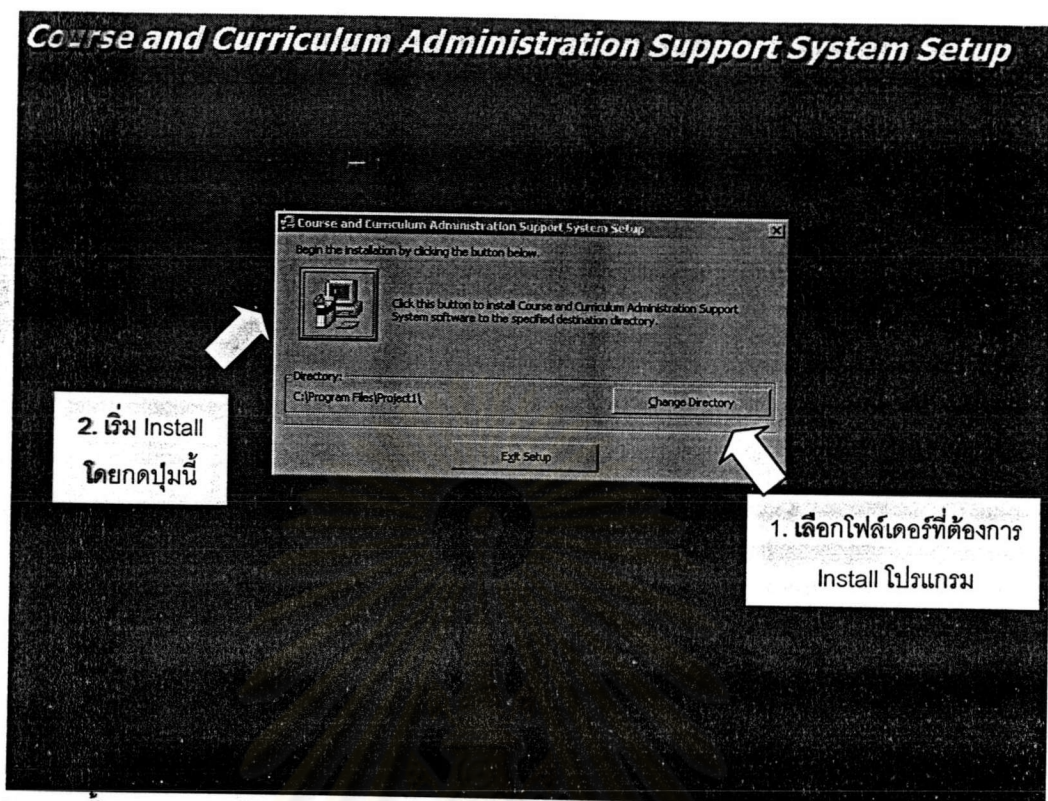 Course and Curriculum Administration Support System Setup
Course and Curriculum Administration Support System Setup
Begin the installation by clicking the button below.
Click this button to install Course and Curriculum Administration Support
System software to the specified destination directory.
Directory:
C:\Program Files\Project1\
Change Directory
Exit Setup
2. เริ่ม Install
โดยกดปุ่มนี้
1. เลือกโฟล์เดอร์ที่ต้องการ
Install โปรแกรม